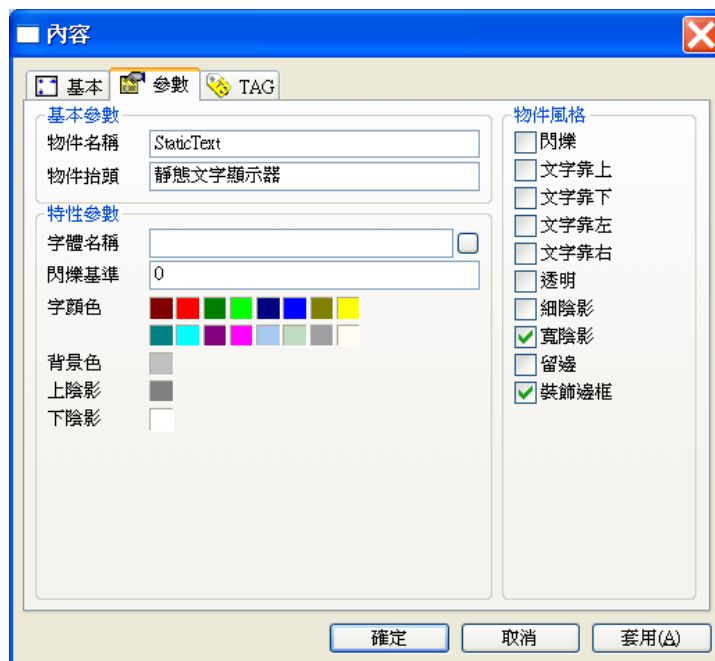 內容
基本
參數
TAG
基本參數
物件名稱 StaticText
物件抬頭 靜態文字顯示器
特性參數
字體名稱
閃爍基準 0
字顏色
背景色
上陰影
下陰影
物件風格
閃爍
文字靠上
文字靠下
文字靠左
文字靠右
透明
細陰影
寬陰影
留邊
裝飾邊框
確定
取消
套用(A)